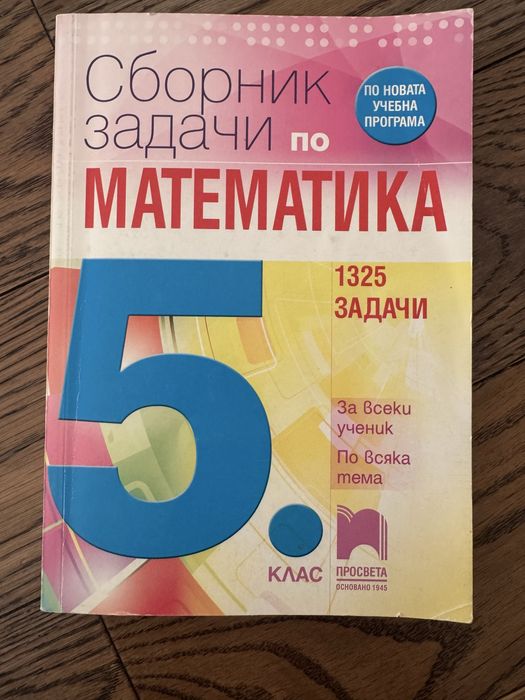 Сборник
задачи по
МАТЕМАТИКА
ПО НОВАТА
УЧЕБНА
ПРОГРАМА
5.
КЛАС
1325
ЗАДАЧИ
За всеки
ученик
По всяка
тема
ПРОСВЕТА
ОСНОВАНО 1945